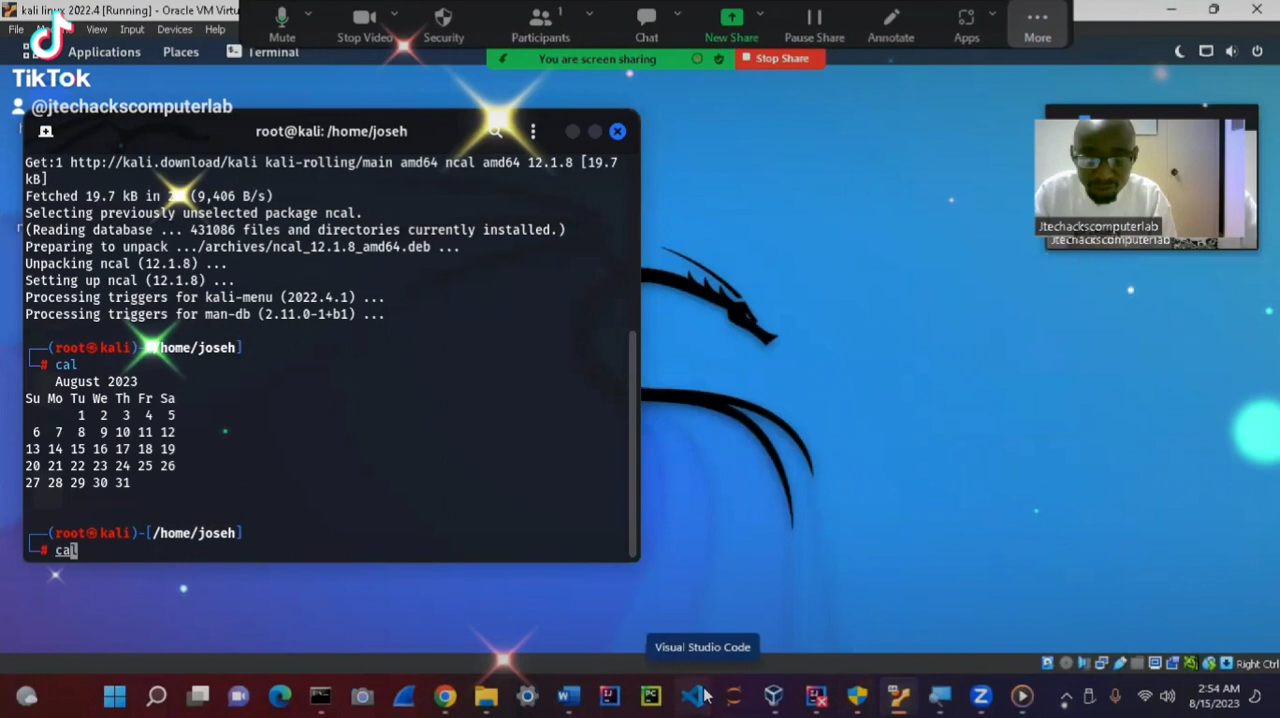 kali linux 2022.4 [Running] - Oracle VM Virtu
File
View Input Devices Help
Mute
Stop Video
Security
1
Participants
Chat
New Share
Pause Share
Annotate
Apps
More
You are screen sharing
Stop Share
Applications Places Terminal
TikTok
@jtechackscomputerlab
root@kali: /home/joseh
Get:1 http://kali.download/kali kali-rolling/main amd64 ncal amd64 12.1.8 [19.7
kB]
Fetched 19.7 kB in (9,406 B/s)
Selecting previously unselected package ncal.
(Reading database ... 431086 files and directories currently installed.)
Preparing to unpack .../archives/ncal_12.1.8_amd64.deb ...
Unpacking ncal (12.1.8) ...
Setting up ncal (12.1.8) ...
Processing triggers for kali-menu (2022.4.1) ...
Processing triggers for man-db (2.11.0-1+b1) ...
(root㉿kali)-[/home/joseh]
# cal
August 2023
Su Mo Tu We Th Fr Sa
1 2 3 4 5
6 7 8 9 10 11 12
13 14 15 16 17 18 19
20 21 22 23 24 25 26
27 28 29 30 31
(root㉿kali)-[/home/joseh]
# cal
Jtechackscomputerlab
Jtechackscomputerlab
Visual Studio Code
Right Ctrl
2:54 AM
8/15/2023